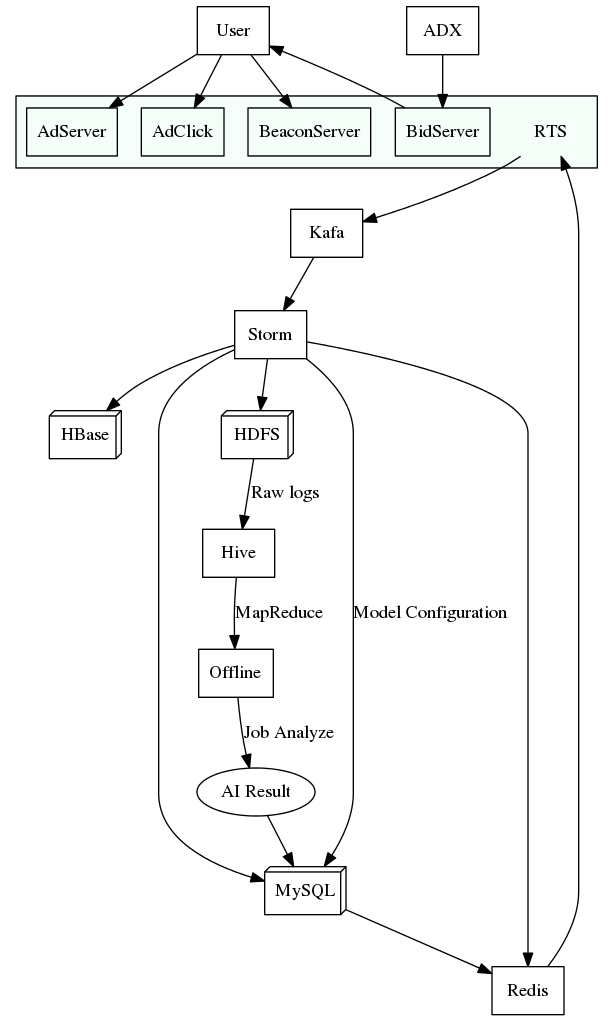 User
ADX
AdServer
AdClick
BeaconServer
BidServer
RTS
Kafa
Storm
HBase
HDFS
Raw logs
Hive
MapReduce
Model Configuration
Offline
Job Analyze
AI Result
MySQL
Redis